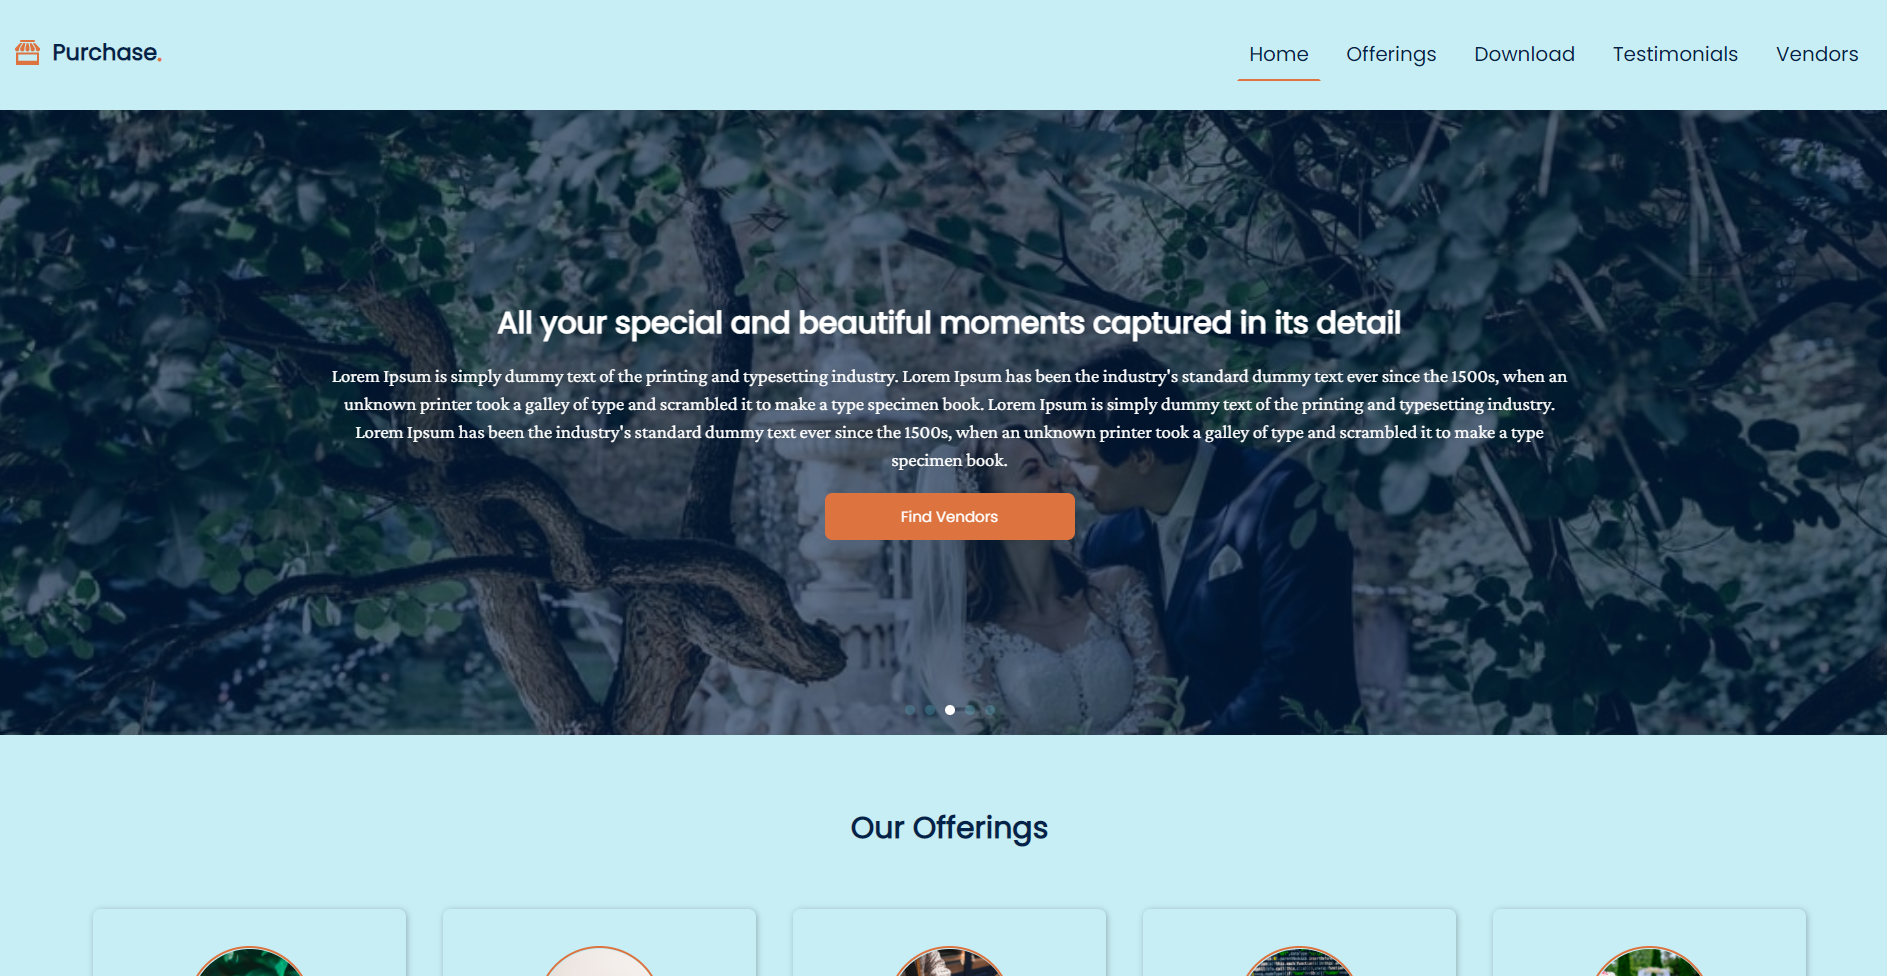 Purchase.
Home Offerings Download Testimonials Vendors
All your special and beautiful moments captured in its detail
Lorem Ipsum is simply dummy text of the printing and typesetting industry. Lorem Ipsum has been the industry's standard dummy text ever since the 1500s, when an
unknown printer took a galley of type and scrambled it to make a type specimen book. Lorem Ipsum is simply dummy text of the printing and typesetting industry.
Lorem Ipsum has been the industry's standard dummy text ever since the 1500s, when an unknown printer took a galley of type and scrambled it to make a type
specimen book.
Find Vendors
Our Offerings